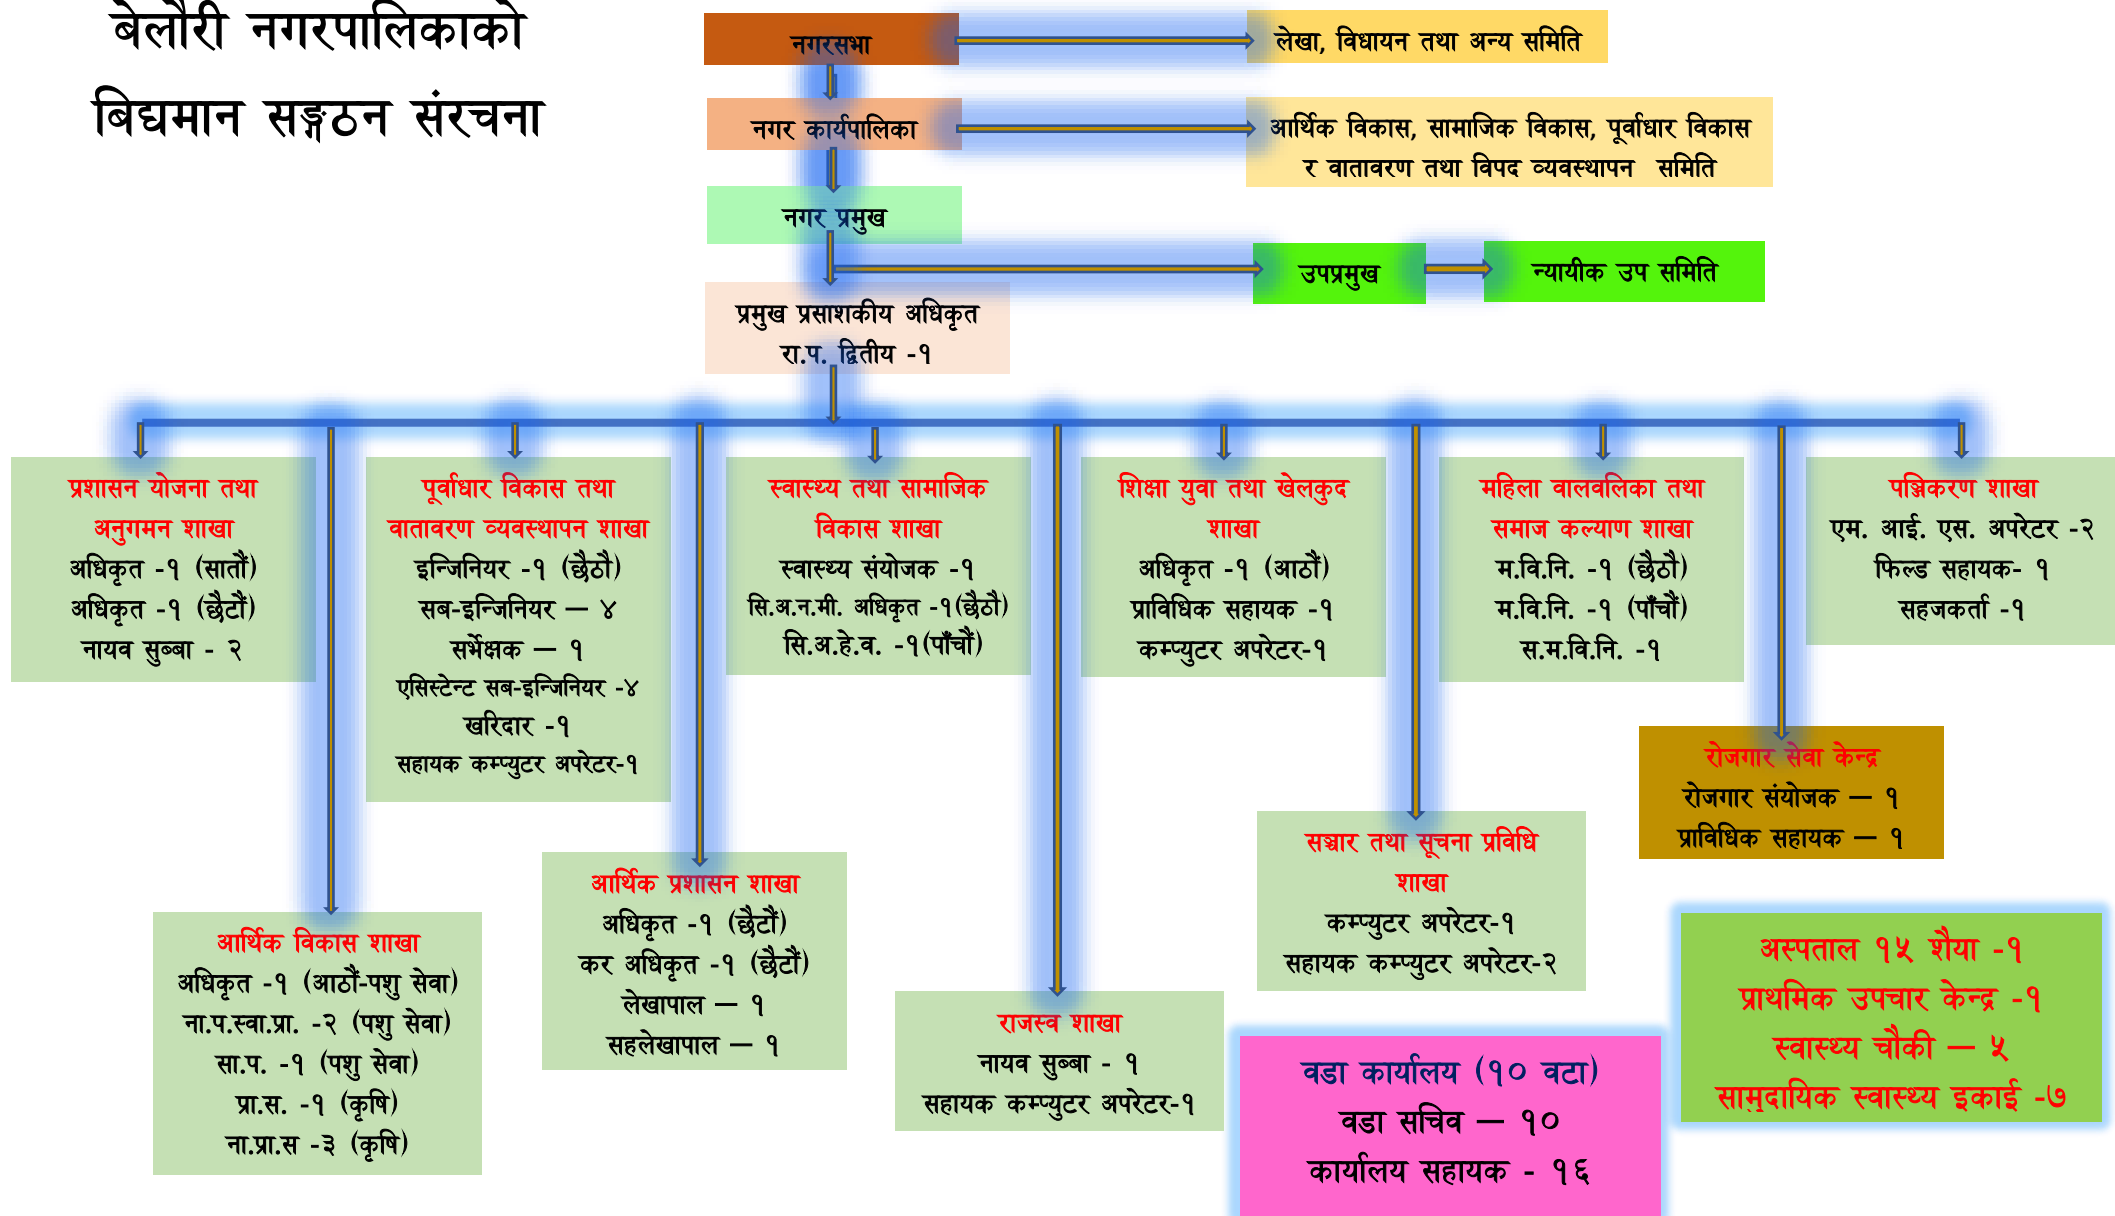 बेलौरी नगरपालिकाको
बिद्यमान सङ्गठन संरचना
नगरसभा
लेखा, विधायन तथा अन्य समिति
नगर कार्यपालिका
आर्थिक विकास, सामाजिक विकास, पूर्वाधार विकास
र वातावरण तथा विपद व्यवस्थापन समिति
नगर प्रमुख
उपप्रमुख
न्यायीक उप समिति
प्रमुख प्रसाशकीय अधिकृत
रा.प. द्वितीय -१
प्रशासन योजना तथा
अनुगमन शाखा
अधिकृत -१ (सातौं)
अधिकृत -१ (छैटौं)
नायव सुब्बा - २
पूर्वाधार विकास तथा
वातावरण व्यवस्थापन शाखा
इन्जिनियर -१ (छैठौ)
सब-इन्जिनियर — ४
सर्भेक्षक — १
एसिस्टेन्ट सब-इन्जिनियर -४
खरिदार -१
सहायक कम्प्युटर अपरेटर-१
स्वास्थ्य तथा सामाजिक
विकास शाखा
स्वास्थ्य संयोजक -१
सि.अ.न.मी. अधिकृत -१(छैठौ)
सि.अ.हे.व. -१(पाँचौं)
शिक्षा युवा तथा खेलकुद
शाखा
अधिकृत -१ (आठौं)
प्राविधिक सहायक -१
कम्प्युटर अपरेटर-१
महिला वालवलिका तथा
समाज कल्याण शाखा
म.वि.नि. -१ (छैठौ)
म.वि.नि. -१ (पाँचौं)
स.म.वि.नि. -१
पञ्जिकरण शाखा
एम. आई. एस. अपरेटर -२
फिल्ड सहायक- १
सहजकर्ता -१
रोजगार सेवा केन्द्र
रोजगार संयोजक — १
प्राविधिक सहायक — १
आर्थिक विकास शाखा
अधिकृत -१ (आठौं-पशु सेवा)
ना.प.स्वा.प्रा. -२ (पशु सेवा)
सा.प. -१ (पशु सेवा)
प्रा.स. -१ (कृषि)
ना.प्रा.स -३ (कृषि)
आर्थिक प्रशासन शाखा
अधिकृत -१ (छैटौं)
कर अधिकृत -१ (छैटौं)
लेखापाल — १
सहलेखापाल — १
राजस्व शाखा
नायव सुब्बा - १
सहायक कम्प्युटर अपरेटर-१
सञ्चार तथा सूचना प्रविधि
शाखा
कम्प्युटर अपरेटर-१
सहायक कम्प्युटर अपरेटर-२
वडा कार्यालय (१० वटा)
वडा सचिव — १०
कार्यालय सहायक - १६
अस्पताल १५ शैया -१
प्राथमिक उपचार केन्द्र -१
स्वास्थ्य चौकी — ५
सामुदायिक स्वास्थ्य इकाई -७